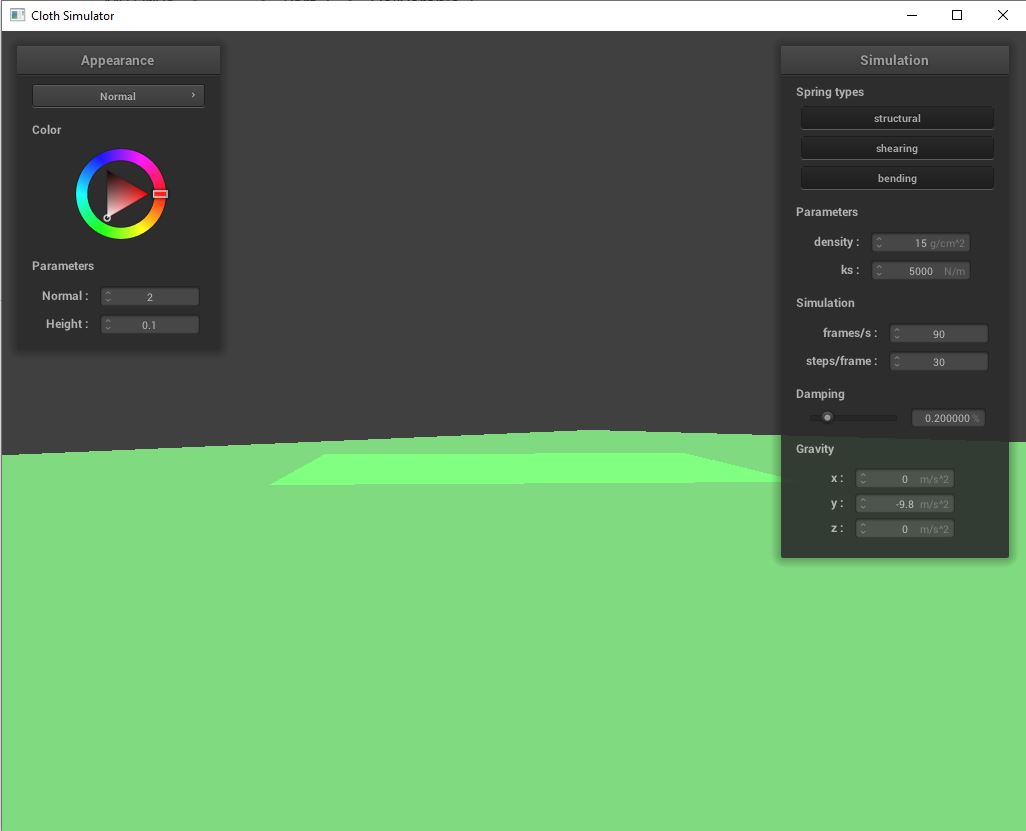 Cloth Simulator
Appearance
Normal
Color
Parameters
Normal : 2
Height : 0.1
Simulation
Spring types
structural
shearing
bending
Parameters
density : 15 g/cm^2
ks : 5000 N/m
Simulation
frames/s : 90
steps/frame : 30
Damping
0.200000 %
Gravity
x : 0 m/s^2
y : -9.8 m/s^2
z : 0 m/s^2